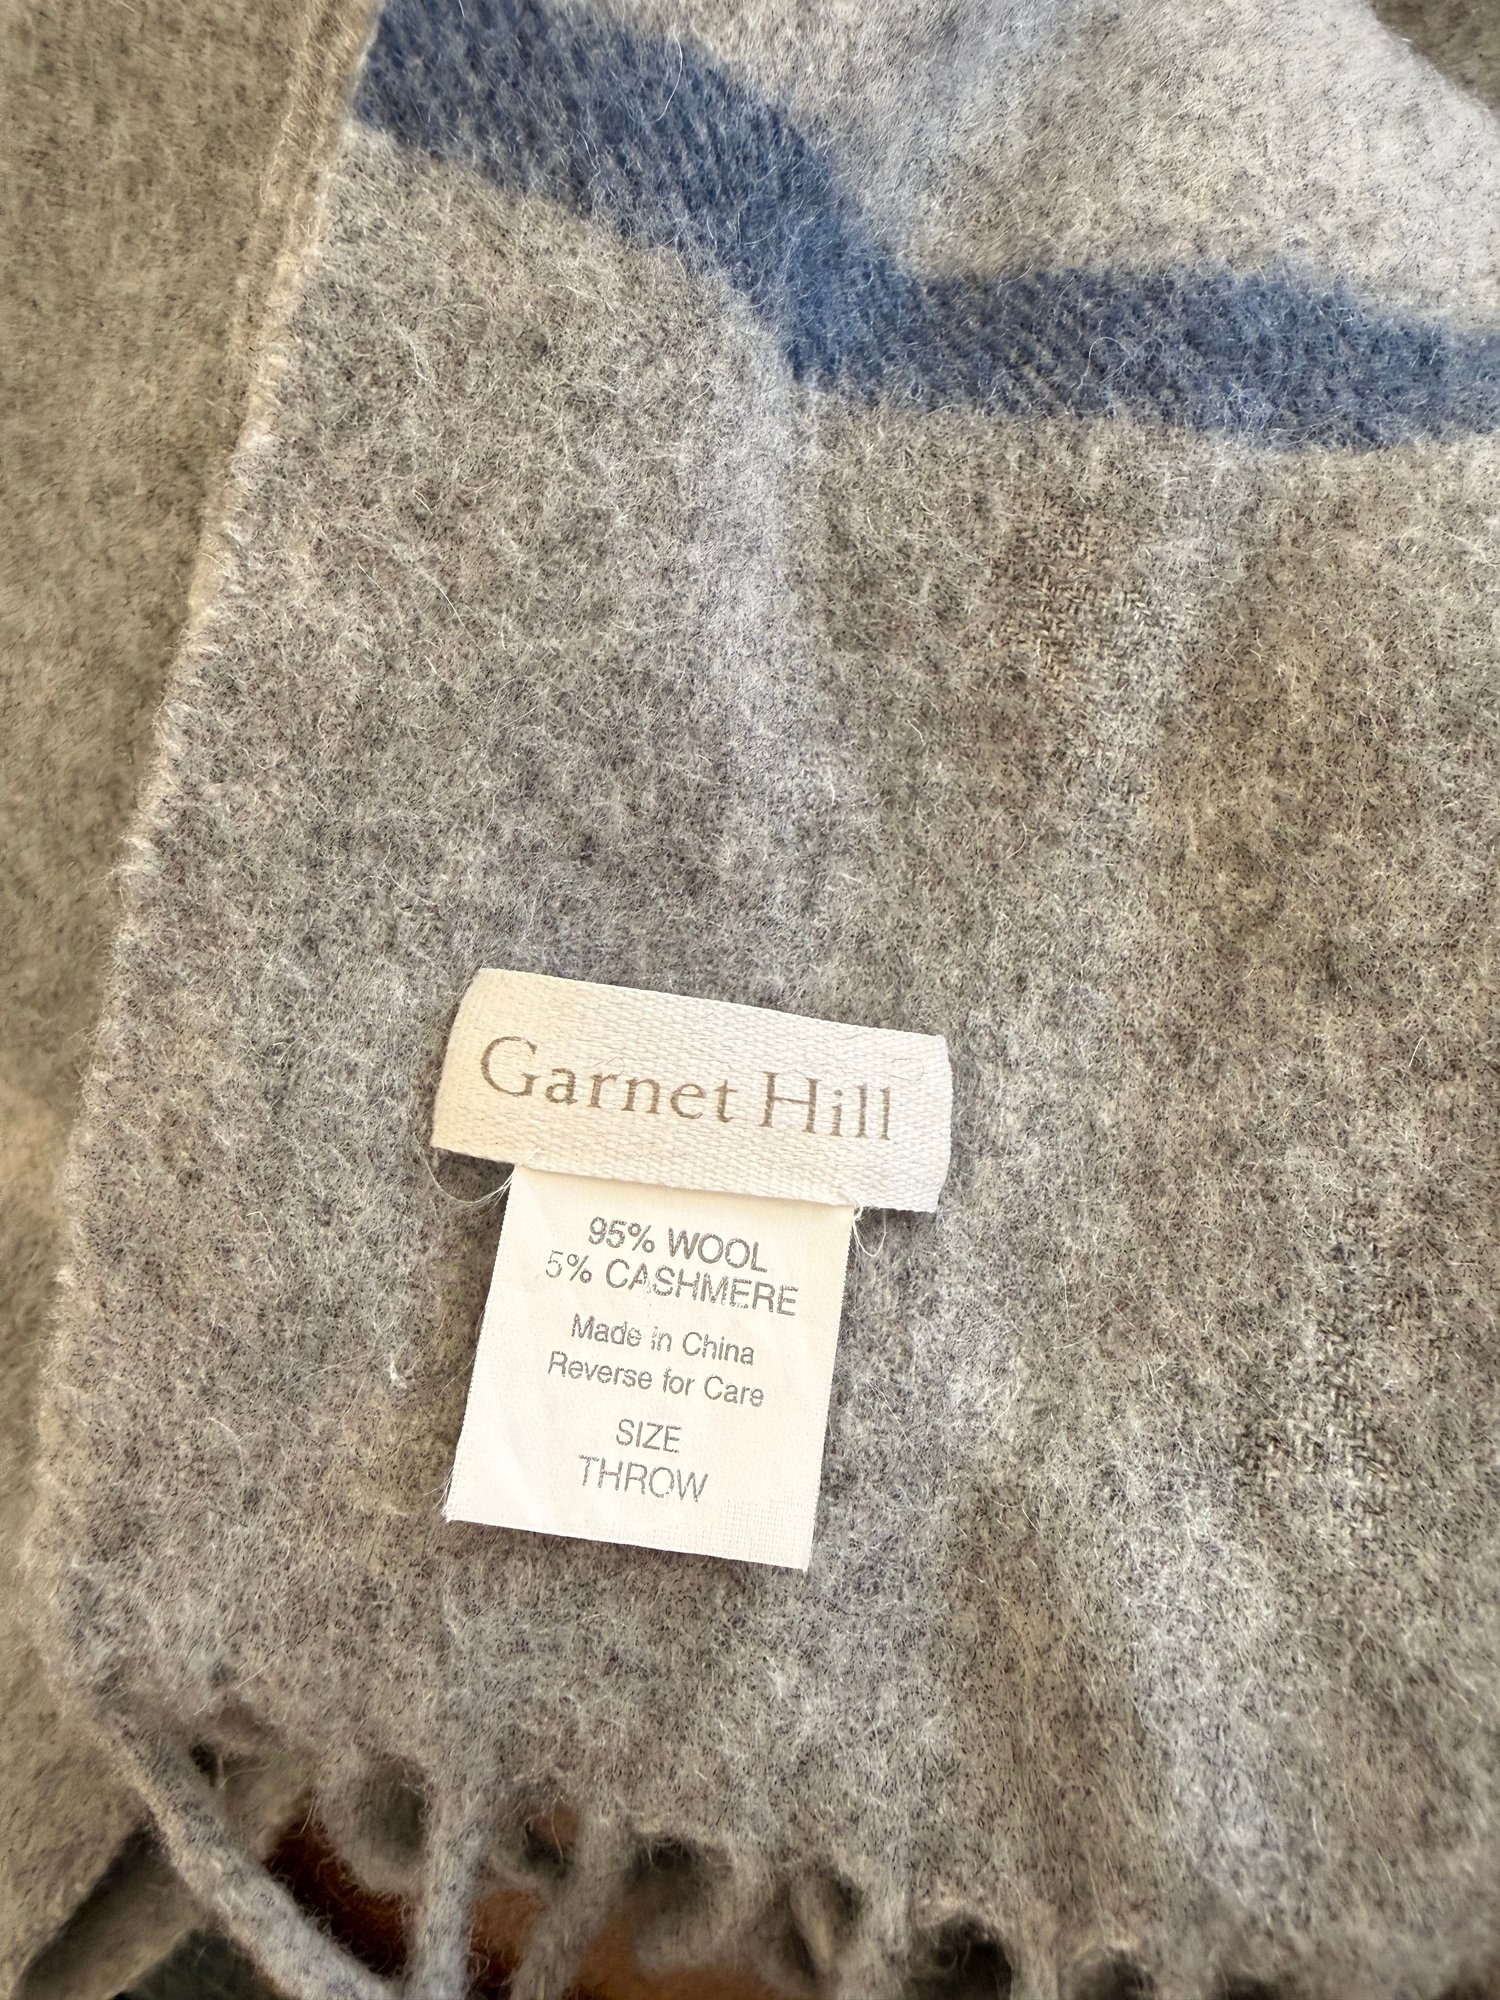 Garnet Hill
95% WOOL
5% CASHMERE
Made in China
Reverse for Care
SIZE
THROW